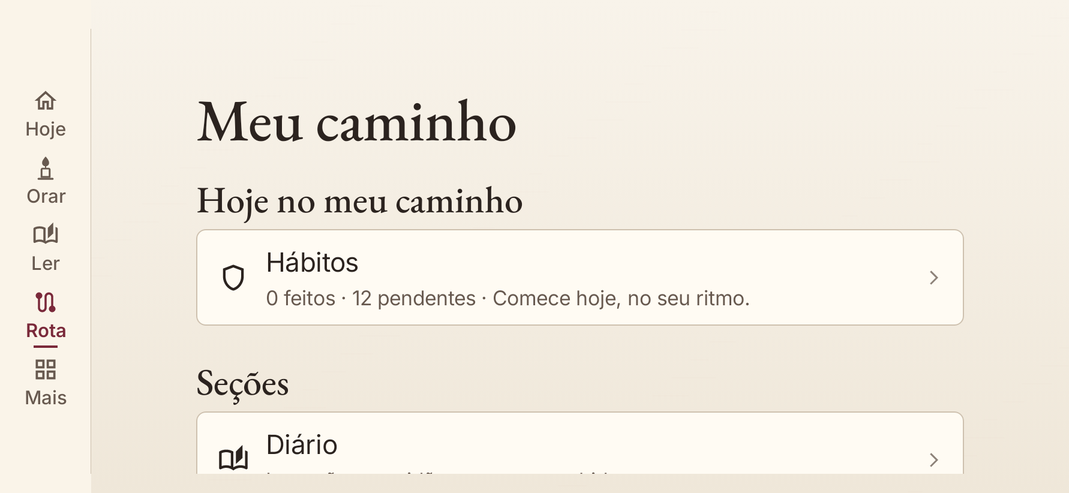 Hoje
Orar
Ler
Rota
Mais
Meu caminho
Hoje no meu caminho
Hábitos
0 feitos · 12 pendentes · Comece hoje, no seu ritmo.
Seções
Diário